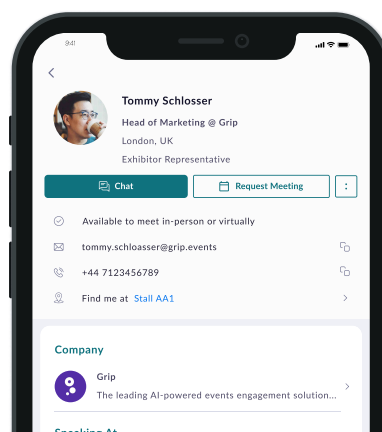 9:41
Tommy Schlosser
Head of Marketing @ Grip
London, UK
Exhibitor Representative
Chat
Request Meeting
Available to meet in-person or virtually
tommy.schloasser@grip.events
+44 7123456789
Find me at Stall AA1
Company
Grip
The leading AI-powered events engagement solution...
Speaking At